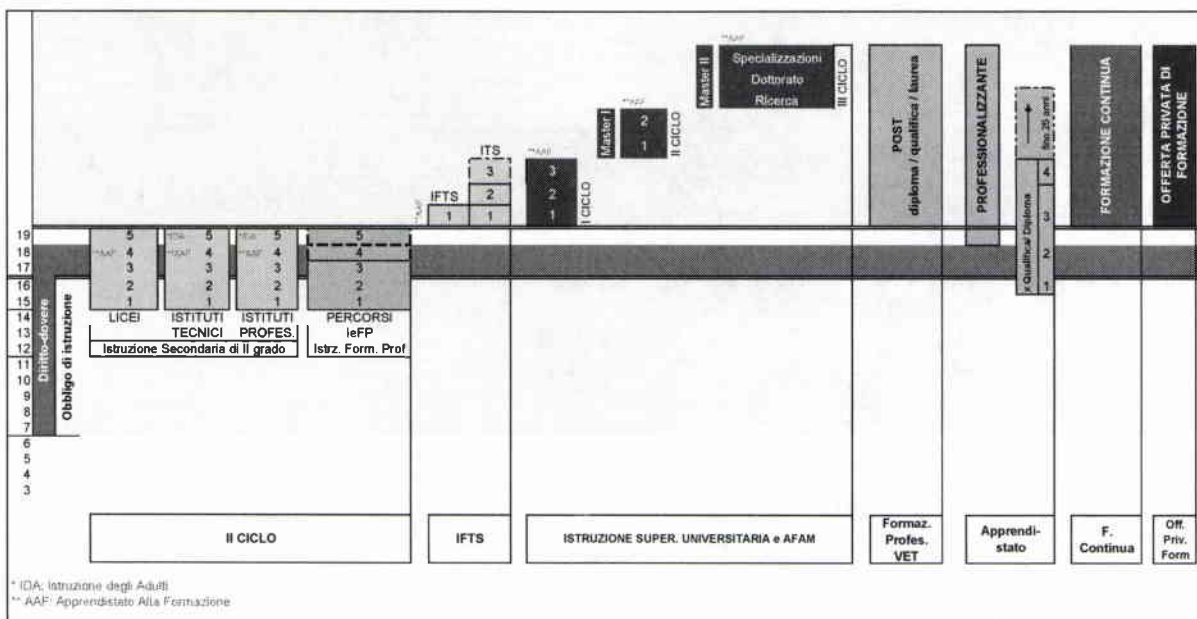 **AAF
Master II
Specializzazioni
Dottorato
Ricerca
III CICLO
**AAF
Master I
2
1
II CICLO
ITS
3
2
1
IFTS
1
**AAF
**AAF
3
2
1
I CICLO
POST
diploma / qualifica / laurea
PROFESSIONALIZZANTE
fino 25 anni
x Qualifica/ Diploma
4
3
2
1
FORMAZIONE CONTINUA
OFFERTA PRIVATA DI
FORMAZIONE
19
18
17
16
15
14
13
12
11
10
9
8
7
6
5
4
3
Diritto-dovere
Obbligo di istruzione
5
**AAF 4
3
2
1
LICEI
*IDA 5
**AAF 4
3
2
1
ISTITUTI
TECNICI
*IDA 5
**AAF 4
3
2
1
ISTITUTI
PROFES.
Istruzione Secondaria di II grado
5
4
3
2
1
PERCORSI
IeFP
Istrz. Form. Prof
II CICLO
IFTS
ISTRUZIONE SUPER. UNIVERSITARIA e AFAM
Formaz.
Profes.
VET
Apprendi-
stato
F.
Continua
Off.
Priv.
Form
* IDA: Istruzione degli Adulti
** AAF: Apprendistato Alla Formazione